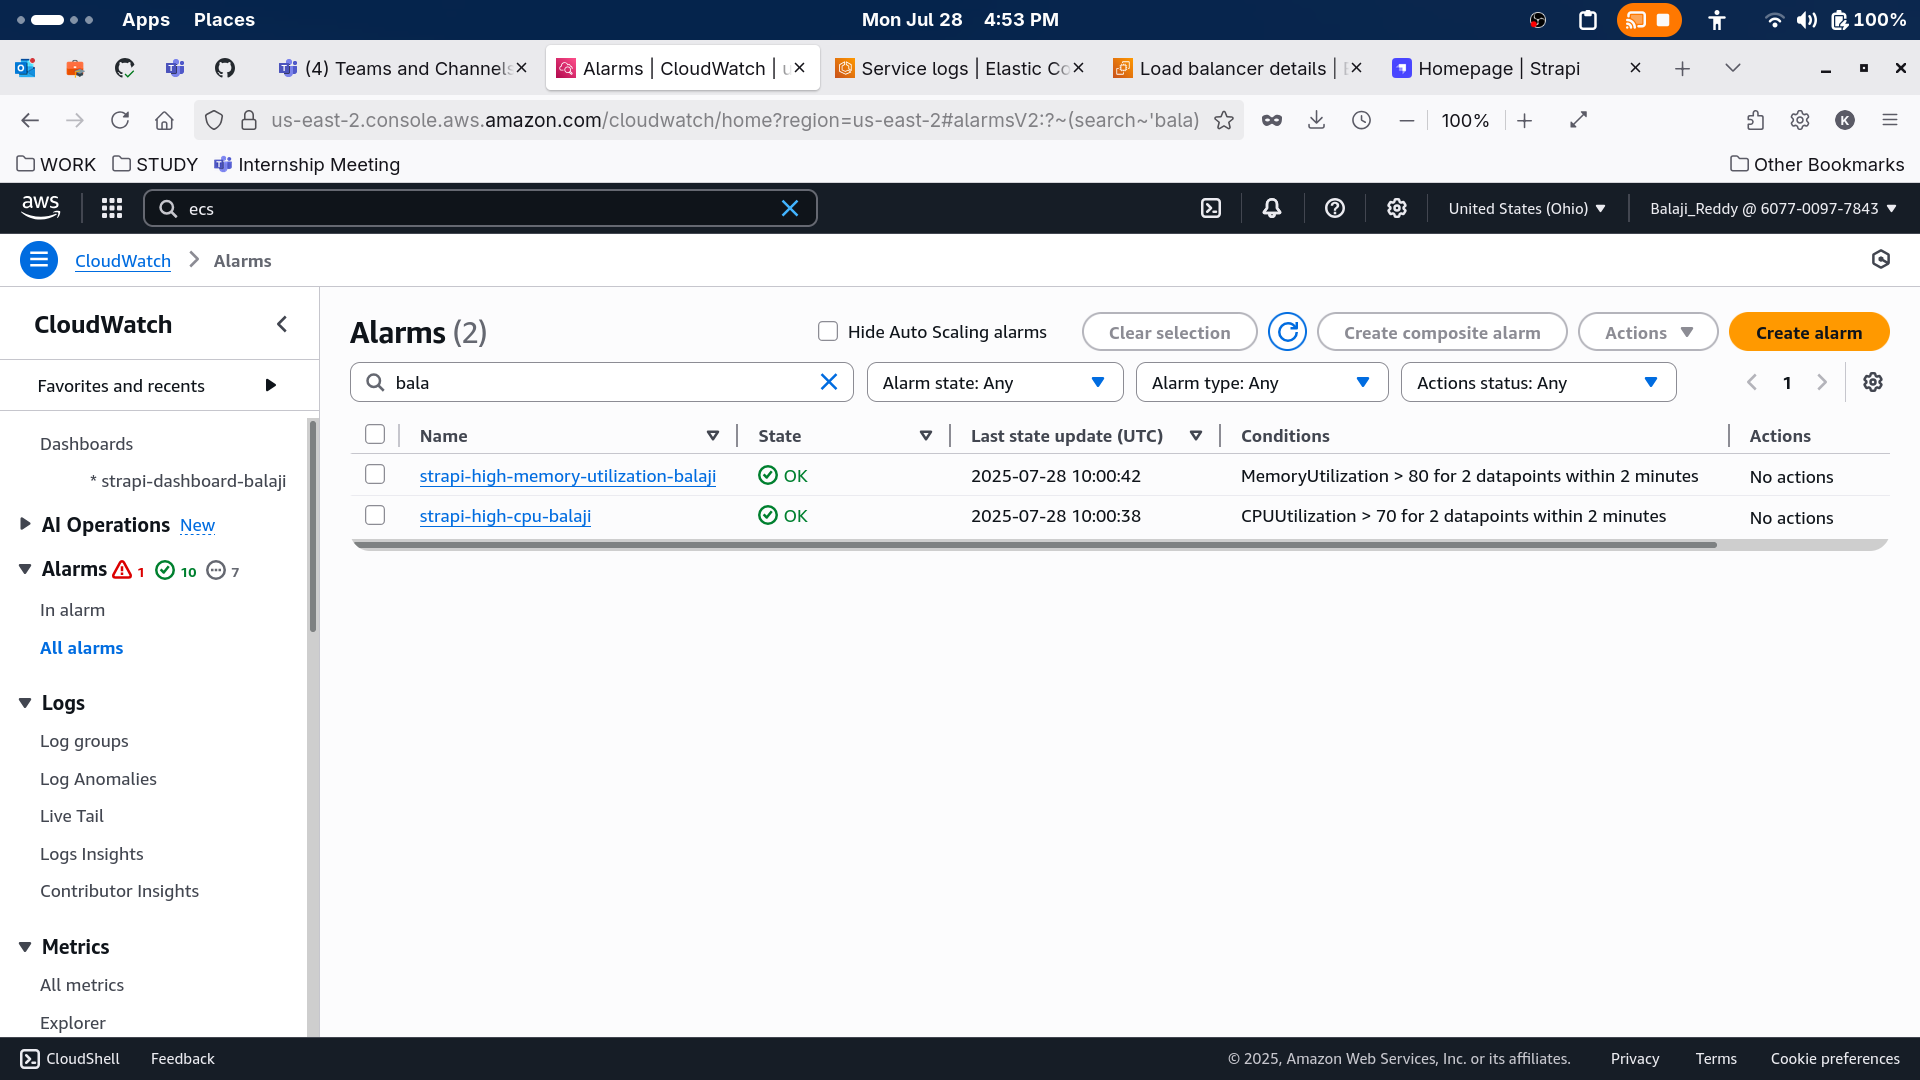 Apps Places Mon Jul 28 4:53 PM 100%
(4) Teams and Channels Alarms | CloudWatch | Service logs | Elastic Co Load balancer details | Homepage | Strapi
us-east-2.console.aws.amazon.com/cloudwatch/home?region=us-east-2#alarmsV2:?~(search~'bala) 100% K
WORK STUDY Internship Meeting Other Bookmarks
aws ecs United States (Ohio) Balaji_Reddy @ 6077-0097-7843
CloudWatch Alarms
CloudWatch
Favorites and recents
Dashboards
* strapi-dashboard-balaji
AI Operations New
Alarms 1 10 7
In alarm
All alarms
Logs
Log groups
Log Anomalies
Live Tail
Logs Insights
Contributor Insights
Metrics
All metrics
Explorer
Alarms (2) Hide Auto Scaling alarms Clear selection Create composite alarm Actions Create alarm
bala Alarm state: Any Alarm type: Any Actions status: Any 1
Name State Last state update (UTC) Conditions Actions
strapi-high-memory-utilization-balaji OK 2025-07-28 10:00:42 MemoryUtilization > 80 for 2 datapoints within 2 minutes No actions
strapi-high-cpu-balaji OK 2025-07-28 10:00:38 CPUUtilization > 70 for 2 datapoints within 2 minutes No actions
CloudShell Feedback © 2025, Amazon Web Services, Inc. or its affiliates. Privacy Terms Cookie preferences